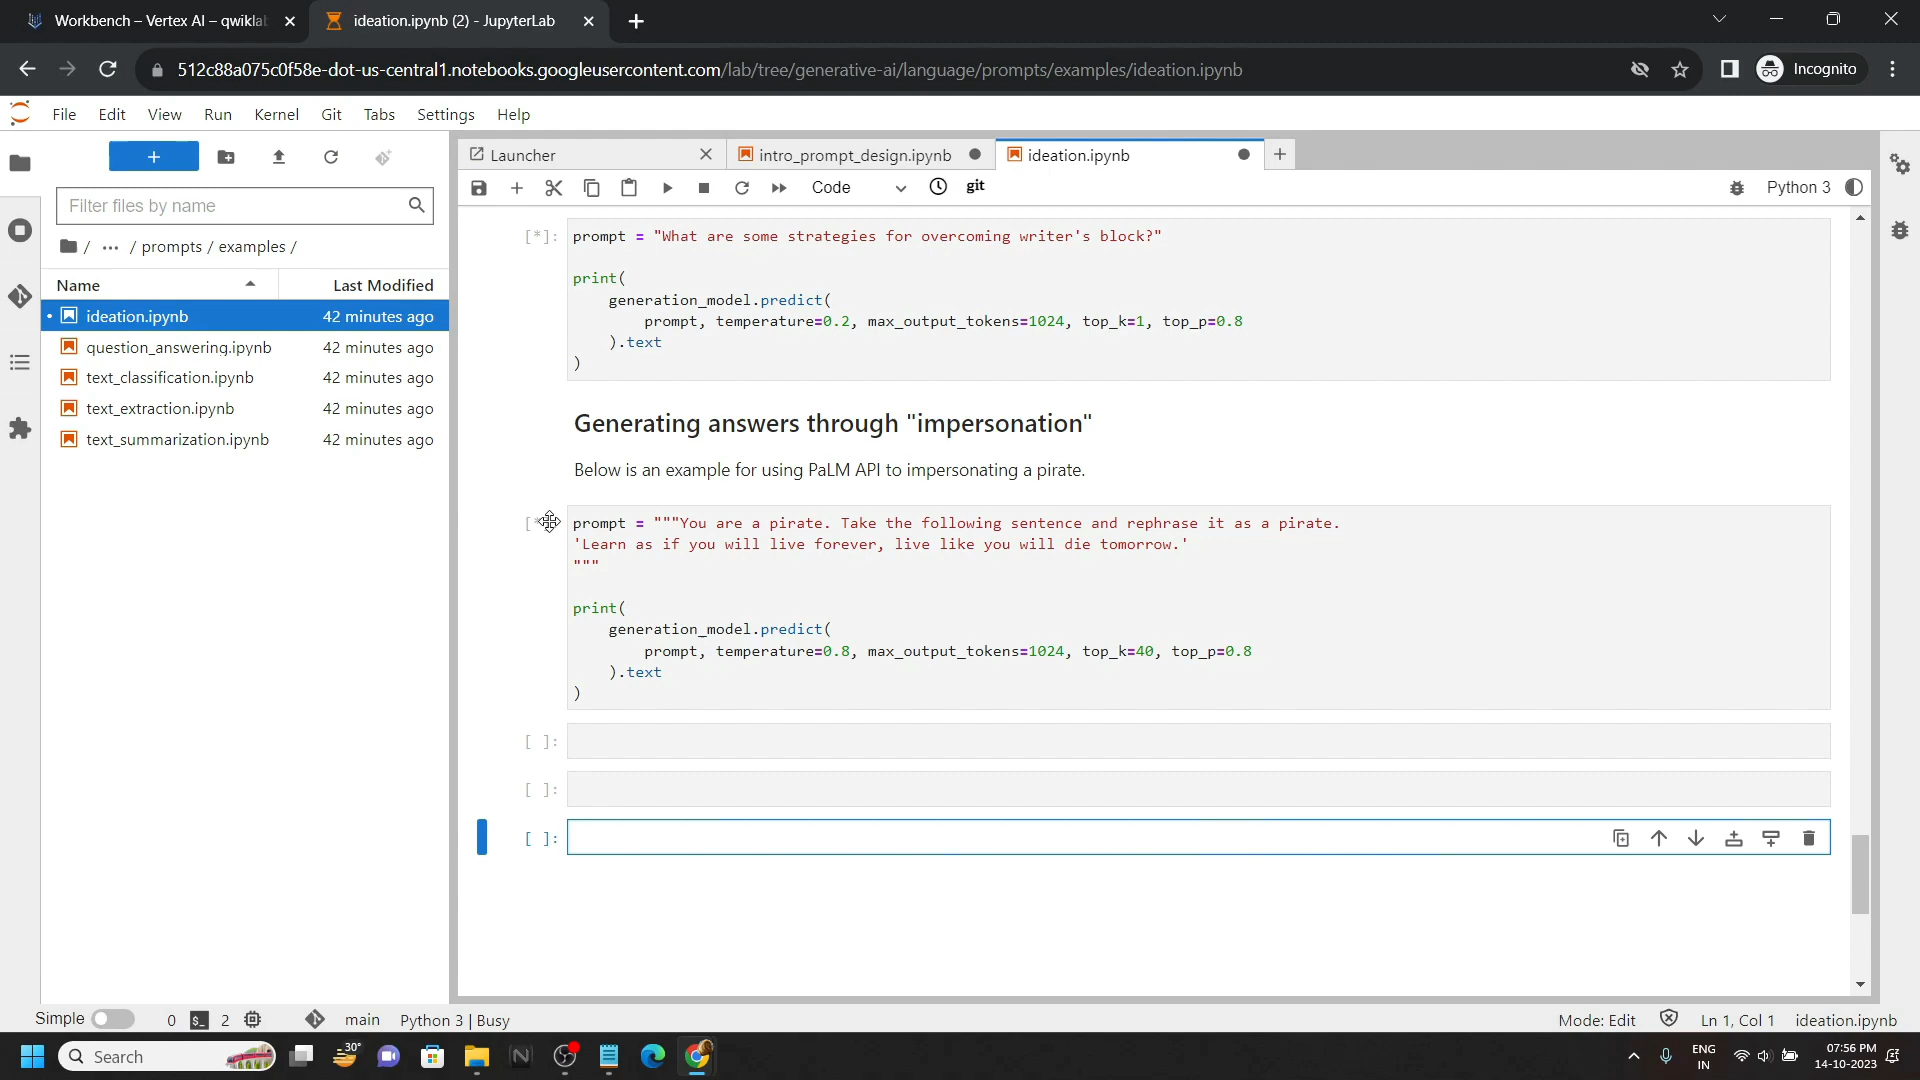 Workbench – Vertex AI – qwikla
ideation.ipynb (2) - JupyterLab
512c88a075c0f58e-dot-us-central1.notebooks.googleusercontent.com/lab/tree/generative-ai/language/prompts/examples/ideation.ipynb
Incognito
File Edit View Run Kernel Git Tabs Settings Help
Launcher
intro_prompt_design.ipynb
ideation.ipynb
Code
git
Python 3
Filter files by name
/ ··· / prompts / examples /
Name Last Modified
ideation.ipynb 42 minutes ago
question_answering.ipynb 42 minutes ago
text_classification.ipynb 42 minutes ago
text_extraction.ipynb 42 minutes ago
text_summarization.ipynb 42 minutes ago
[*]: prompt = "What are some strategies for overcoming writer's block?"
print(
generation_model.predict(
prompt, temperature=0.2, max_output_tokens=1024, top_k=1, top_p=0.8
).text
)
Generating answers through "impersonation"
Below is an example for using PaLM API to impersonating a pirate.
[ prompt = """You are a pirate. Take the following sentence and rephrase it as a pirate.
'Learn as if you will live forever, live like you will die tomorrow.'
"""
print(
generation_model.predict(
prompt, temperature=0.8, max_output_tokens=1024, top_k=40, top_p=0.8
).text
)
[ ]:
[ ]:
[ ]:
Simple 0 2 main Python 3 | Busy
Mode: Edit Ln 1, Col 1 ideation.ipynb
Search
30°
ENG
IN
07:56 PM
14-10-2023